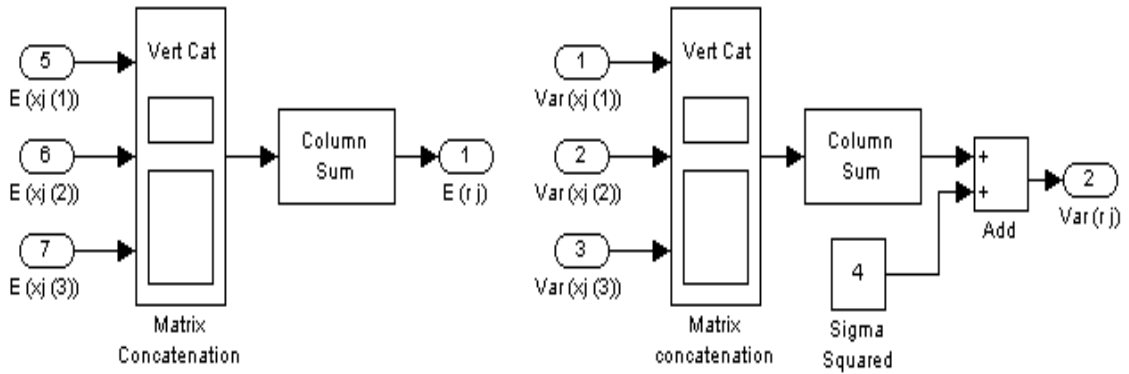 5
E (xj (1))
6
E (xj (2))
7
E (xj (3))
Vert Cat
Matrix
Concatenation
Column
Sum
1
E (r j)
1
Var (xj (1))
2
Var (xj (2))
3
Var (xj (3))
Vert Cat
Matrix
concatenation
Column
Sum
4
Sigma
Squared
+
+
Add
2
Var (r j)